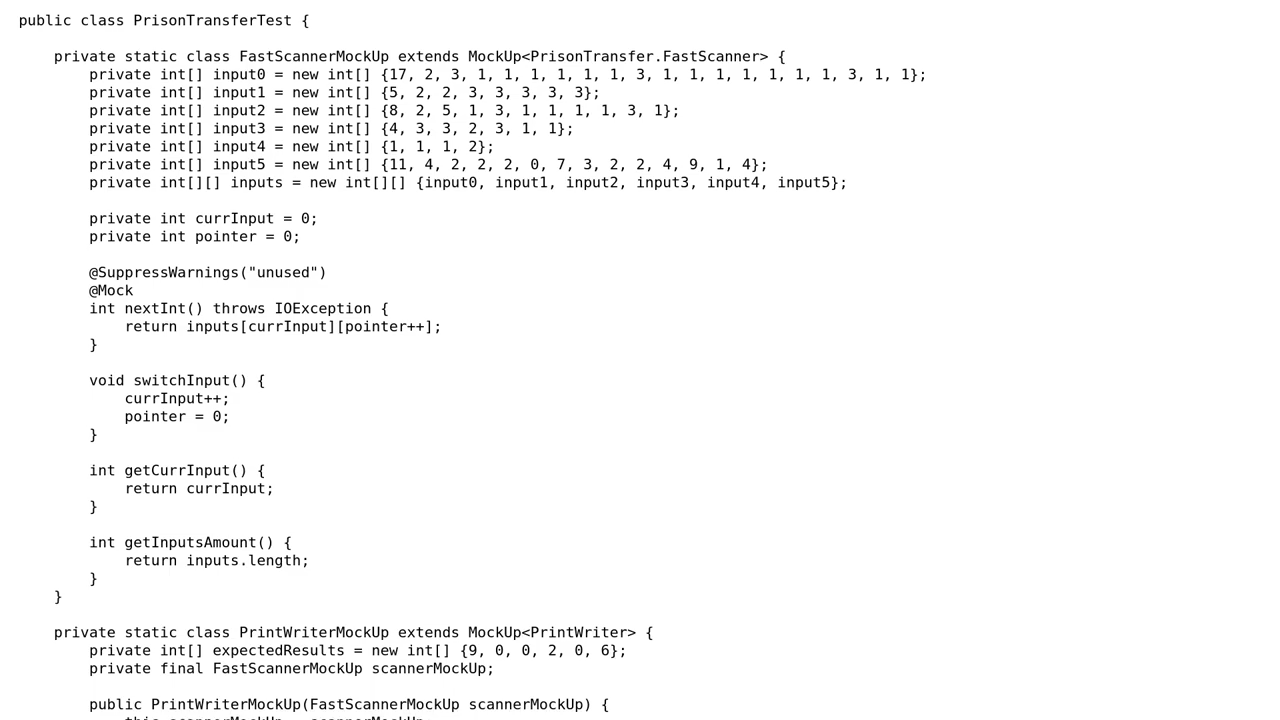 public class PrisonTransferTest {
private static class FastScannerMockUp extends MockUp<PrisonTransfer.FastScanner> {
private int[] input0 = new int[] {17, 2, 3, 1, 1, 1, 1, 1, 1, 3, 1, 1, 1, 1, 1, 1, 1, 3, 1, 1};
private int[] input1 = new int[] {5, 2, 2, 3, 3, 3, 3, 3};
private int[] input2 = new int[] {8, 2, 5, 1, 3, 1, 1, 1, 1, 3, 1};
private int[] input3 = new int[] {4, 3, 3, 2, 3, 1, 1};
private int[] input4 = new int[] {1, 1, 1, 2};
private int[] input5 = new int[] {11, 4, 2, 2, 2, 0, 7, 3, 2, 2, 4, 9, 1, 4};
private int[][] inputs = new int[][] {input0, input1, input2, input3, input4, input5};
private int currInput = 0;
private int pointer = 0;
@SuppressWarnings("unused")
@Mock
int nextInt() throws IOException {
return inputs[currInput][pointer++];
}
void switchInput() {
currInput++;
pointer = 0;
}
int getCurrInput() {
return currInput;
}
int getInputsAmount() {
return inputs.length;
}
}
private static class PrintWriterMockUp extends MockUp<PrintWriter> {
private int[] expectedResults = new int[] {9, 0, 0, 2, 0, 6};
private final FastScannerMockUp scannerMockUp;
public PrintWriterMockUp(FastScannerMockUp scannerMockUp) {